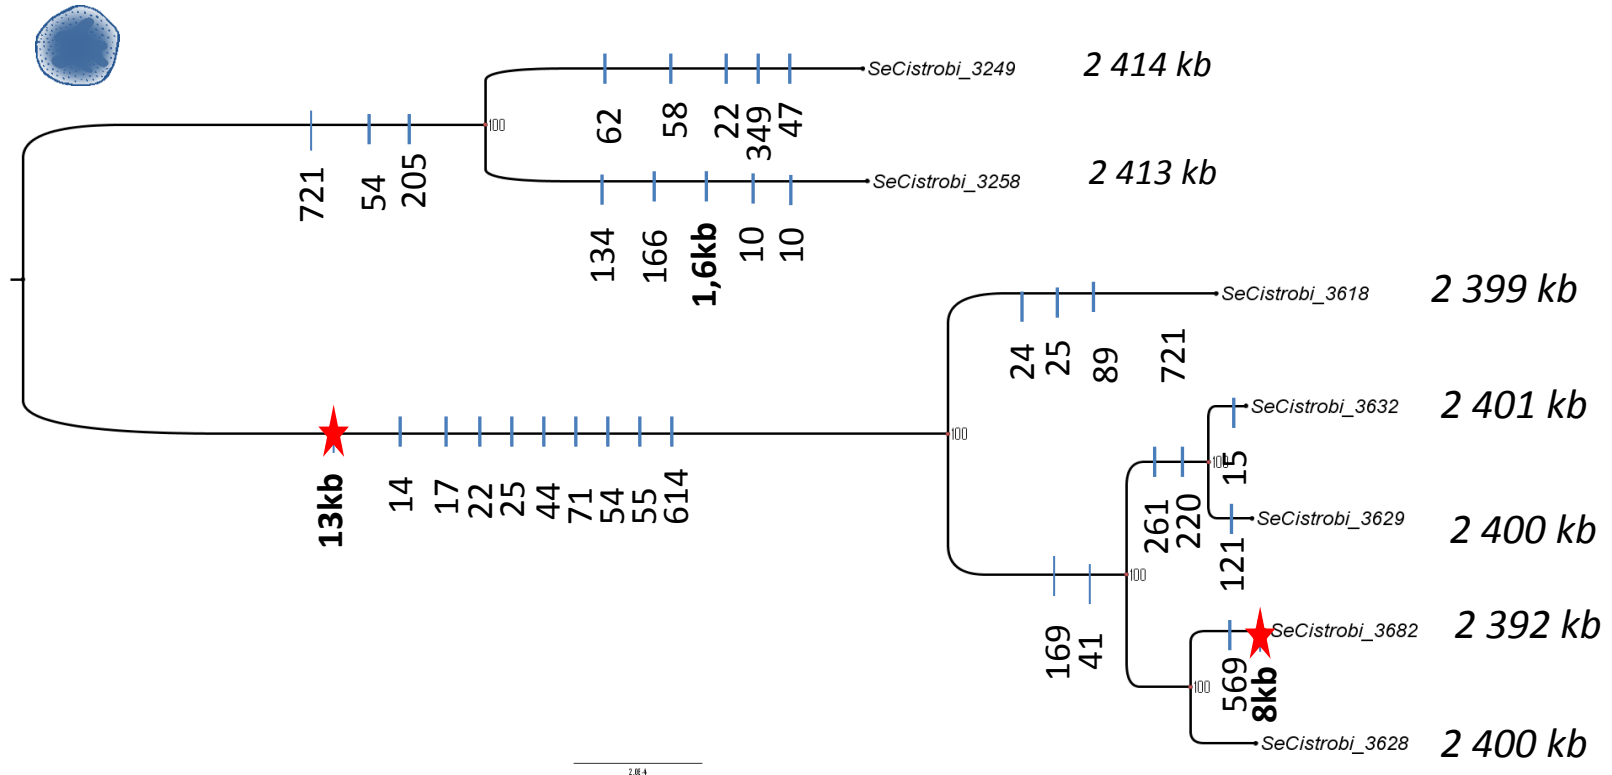 SeCistrobi_3249 2 414 kb
100
62 58 22 349 47
721 54 205
SeCistrobi_3258 2 413 kb
134 166 1,6kb 10 10
SeCistrobi_3618 2 399 kb
24 25 89 721
SeCistrobi_3632 2 401 kb
100
13kb 14 17 22 25 44 71 54 55 614
100
15
261 220
SeCistrobi_3629 2 400 kb
121
100
169 41
SeCistrobi_3682 2 392 kb
569 8kb
100
SeCistrobi_3628 2 400 kb
2.0E-4